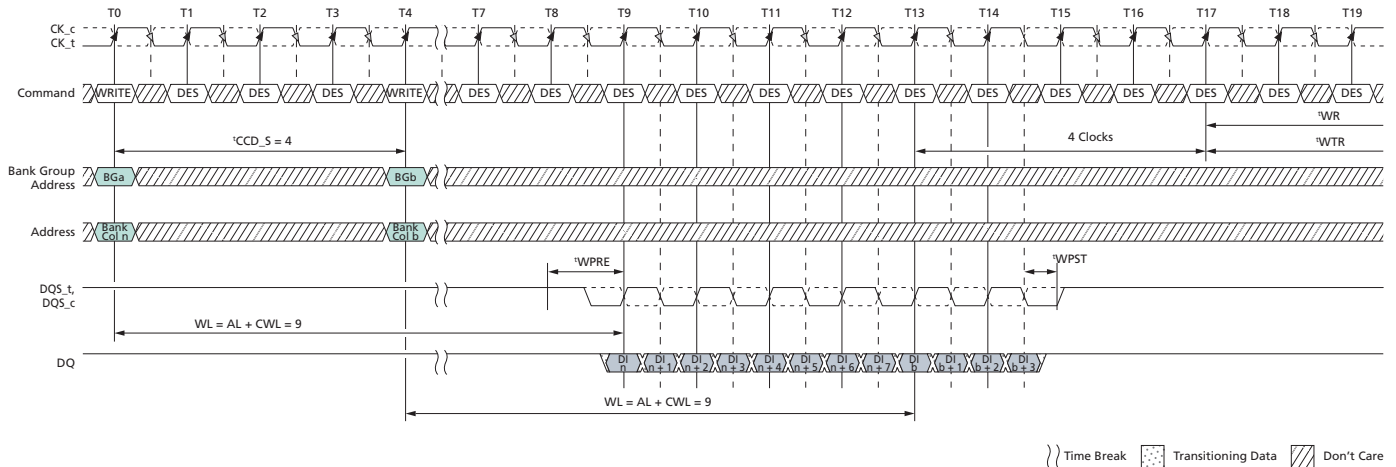 T0 T1 T2 T3 T4 T7 T8 T9 T10 T11 T12 T13 T14 T15 T16 T17 T18 T19
CK_c
CK_t
Command WRITE DES DES DES WRITE DES DES DES DES DES DES DES DES DES DES DES DES DES
tWR
tCCD_S = 4 4 Clocks tWTR
Bank Group
Address BGa BGb
Address Bank Bank
Col n Col b
tWPRE tWPST
DQS_t,
DQS_c
WL = AL + CWL = 9
DQ DI DI DI DI DI DI DI DI DI DI DI DI
n n + 1 n + 2 n + 3 n + 4 n + 5 n + 6 n + 7 b b + 1 b + 2 b + 3
WL = AL + CWL = 9
Time Break Transitioning Data Don't Care